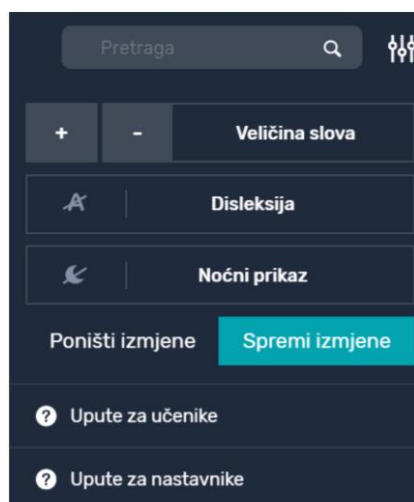 Pretraga
+ - Veličina slova
Disleksija
Noćni prikaz
Poništi izmjene Spremi izmjene
? Upute za učenike
? Upute za nastavnike